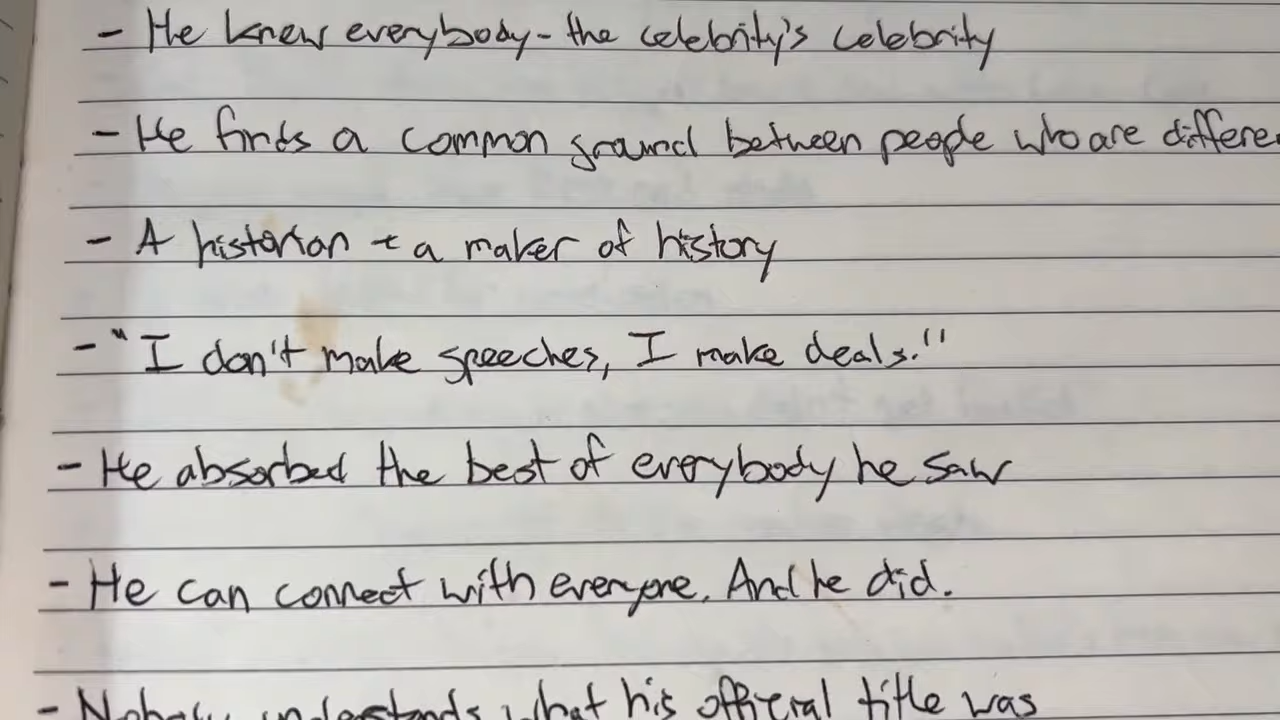 - He knew everybody - the celebrity's celebrity
- He finds a common ground between people who are differe
- A historian + a maker of history
- "I don't make speeches, I make deals."
- He absorbed the best of everybody he saw
- He can connect with everyone. And he did.
- Nobody understands what his official title was